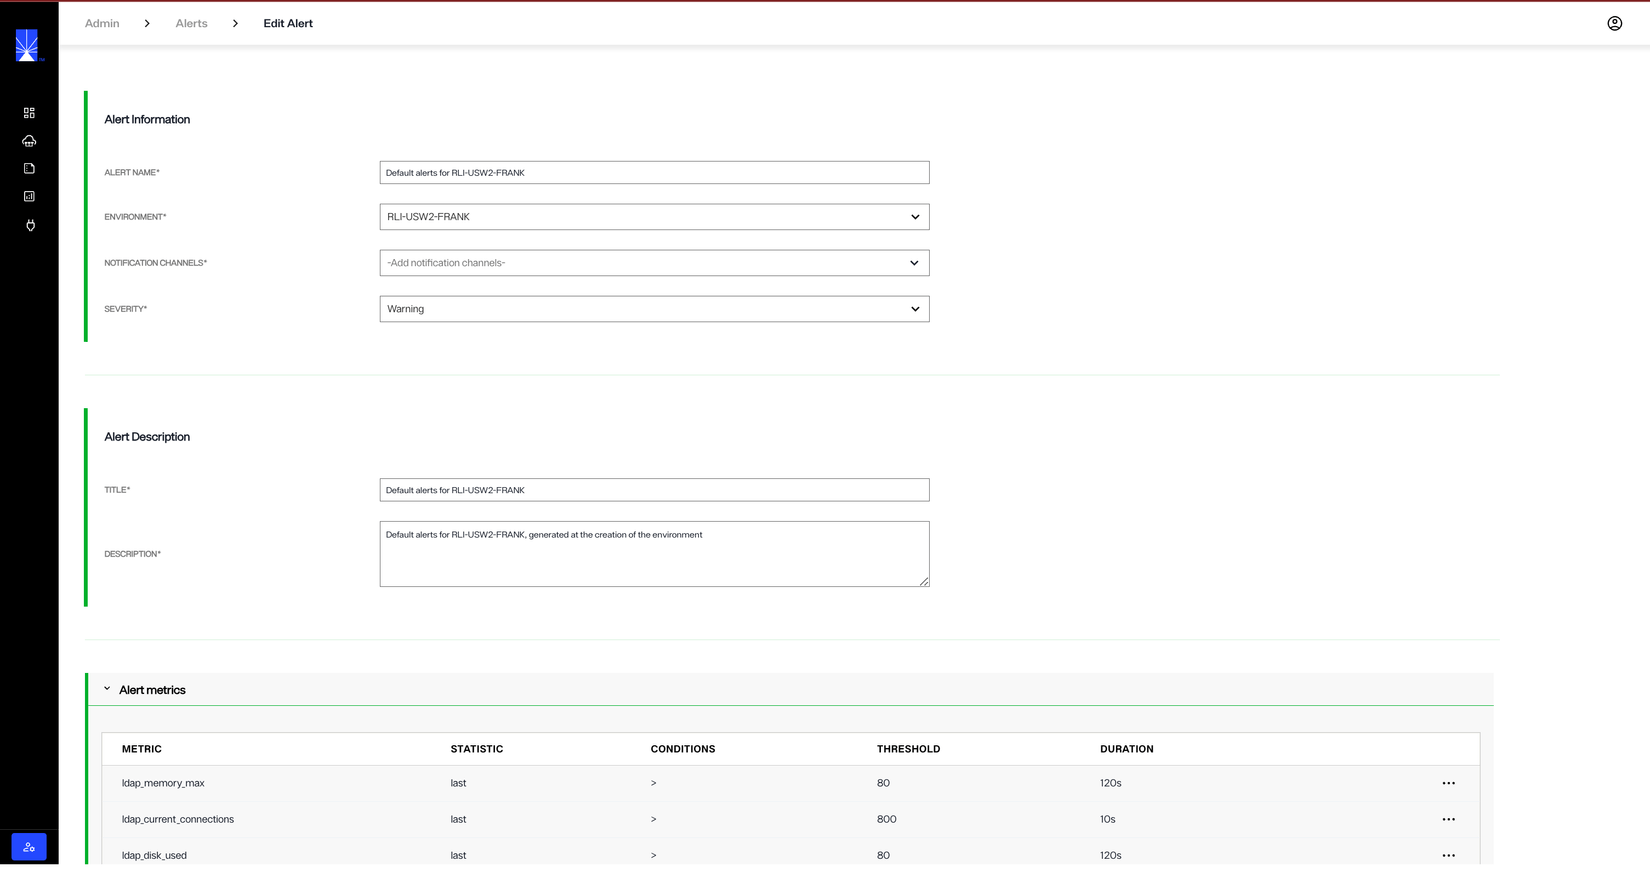 Admin > Alerts > Edit Alert
Alert Information
ALERT NAME* Default alerts for RLI-USW2-FRANK
ENVIRONMENT* RLI-USW2-FRANK
NOTIFICATION CHANNELS* -Add notification channels-
SEVERITY* Warning
Alert Description
TITLE* Default alerts for RLI-USW2-FRANK
DESCRIPTION* Default alerts for RLI-USW2-FRANK, generated at the creation of the environment
Alert metrics
METRIC STATISTIC CONDITIONS THRESHOLD DURATION
ldap_memory_max last > 80 120s
ldap_current_connections last > 800 10s
ldap_disk_used last > 80 120s